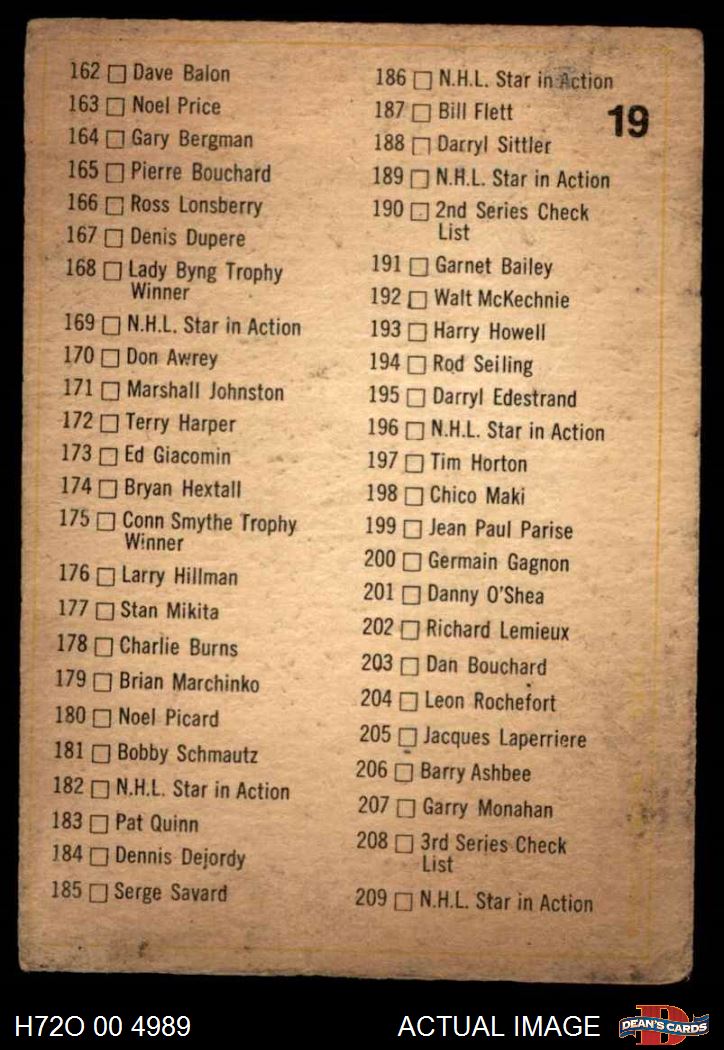 162 Dave Balon
163 Noel Price
164 Gary Bergman
165 Pierre Bouchard
166 Ross Lonsberry
167 Denis Dupere
168 Lady Byng Trophy
Winner
169 N.H.L. Star in Action
170 Don Awrey
171 Marshall Johnston
172 Terry Harper
173 Ed Giacomin
174 Bryan Hextall
175 Conn Smythe Trophy
Winner
176 Larry Hillman
177 Stan Mikita
178 Charlie Burns
179 Brian Marchinko
180 Noel Picard
181 Bobby Schmautz
182 N.H.L. Star in Action
183 Pat Quinn
184 Dennis Dejordy
185 Serge Savard
186 N.H.L. Star in Action
187 Bill Flett
19
188 Darryl Sittler
189 N.H.L. Star in Action
190 2nd Series Check
List
191 Garnet Bailey
192 Walt McKechnie
193 Harry Howell
194 Rod Seiling
195 Darryl Edestrand
196 N.H.L. Star in Action
197 Tim Horton
198 Chico Maki
199 Jean Paul Parise
200 Germain Gagnon
201 Danny O'Shea
202 Richard Lemieux
203 Dan Bouchard
204 Leon Rochefort
205 Jacques Laperriere
206 Barry Ashbee
207 Garry Monahan
208 3rd Series Check
List
209 N.H.L. Star in Action
H72O 00 4989
ACTUAL IMAGE
D
DEAN'S CARDS